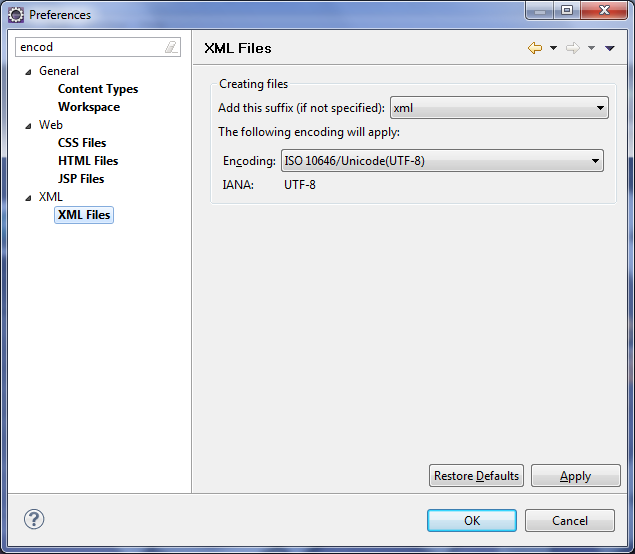 Preferences
encod
General
Content Types
Workspace
Web
CSS Files
HTML Files
JSP Files
XML
XML Files
XML Files
Creating files
Add this suffix (if not specified): xml
The following encoding will apply:
Encoding: ISO 10646/Unicode(UTF-8)
IANA: UTF-8
Restore Defaults Apply
? OK Cancel